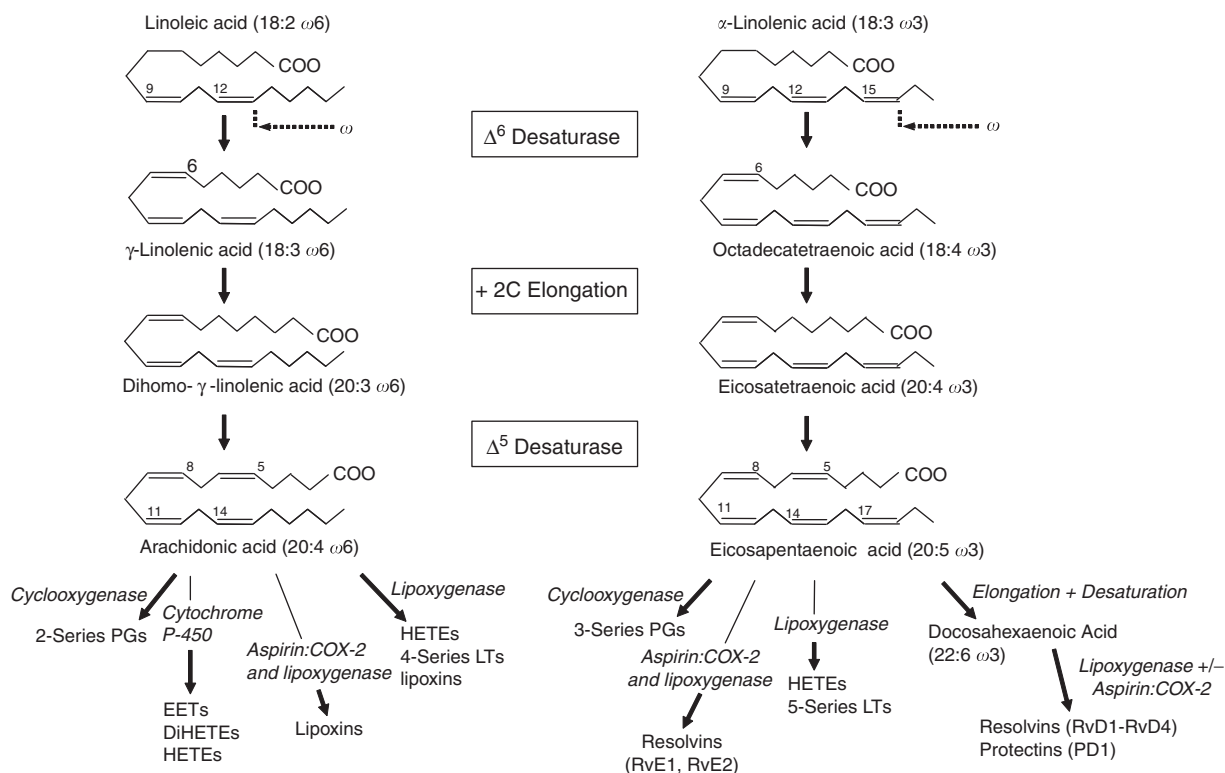 Linoleic acid (18:2 ω6)
α-Linolenic acid (18:3 ω3)
COO
9
12
ω
COO
9
12
15
ω
Δ6 Desaturase
6
COO
γ-Linolenic acid (18:3 ω6)
6
COO
Octadecatetraenoic acid (18:4 ω3)
+ 2C Elongation
COO
Dihomo- γ -linolenic acid (20:3 ω6)
COO
Eicosatetraenoic acid (20:4 ω3)
Δ5 Desaturase
8
5
COO
11
14
Arachidonic acid (20:4 ω6)
8
5
COO
11
14
17
Eicosapentaenoic acid (20:5 ω3)
Cyclooxygenase
2-Series PGs
Cytochrome
P-450
EETs
DiHETEs
HETEs
Aspirin:COX-2
and lipoxygenase
Lipoxins
Lipoxygenase
HETEs
4-Series LTs
lipoxins
Cyclooxygenase
3-Series PGs
Aspirin:COX-2
and lipoxygenase
Resolvins
(RvE1, RvE2)
Lipoxygenase
HETEs
5-Series LTs
Elongation + Desaturation
Docosahexaenoic Acid
(22:6 ω3)
Lipoxygenase +/–
Aspirin:COX-2
Resolvins (RvD1-RvD4)
Protectins (PD1)